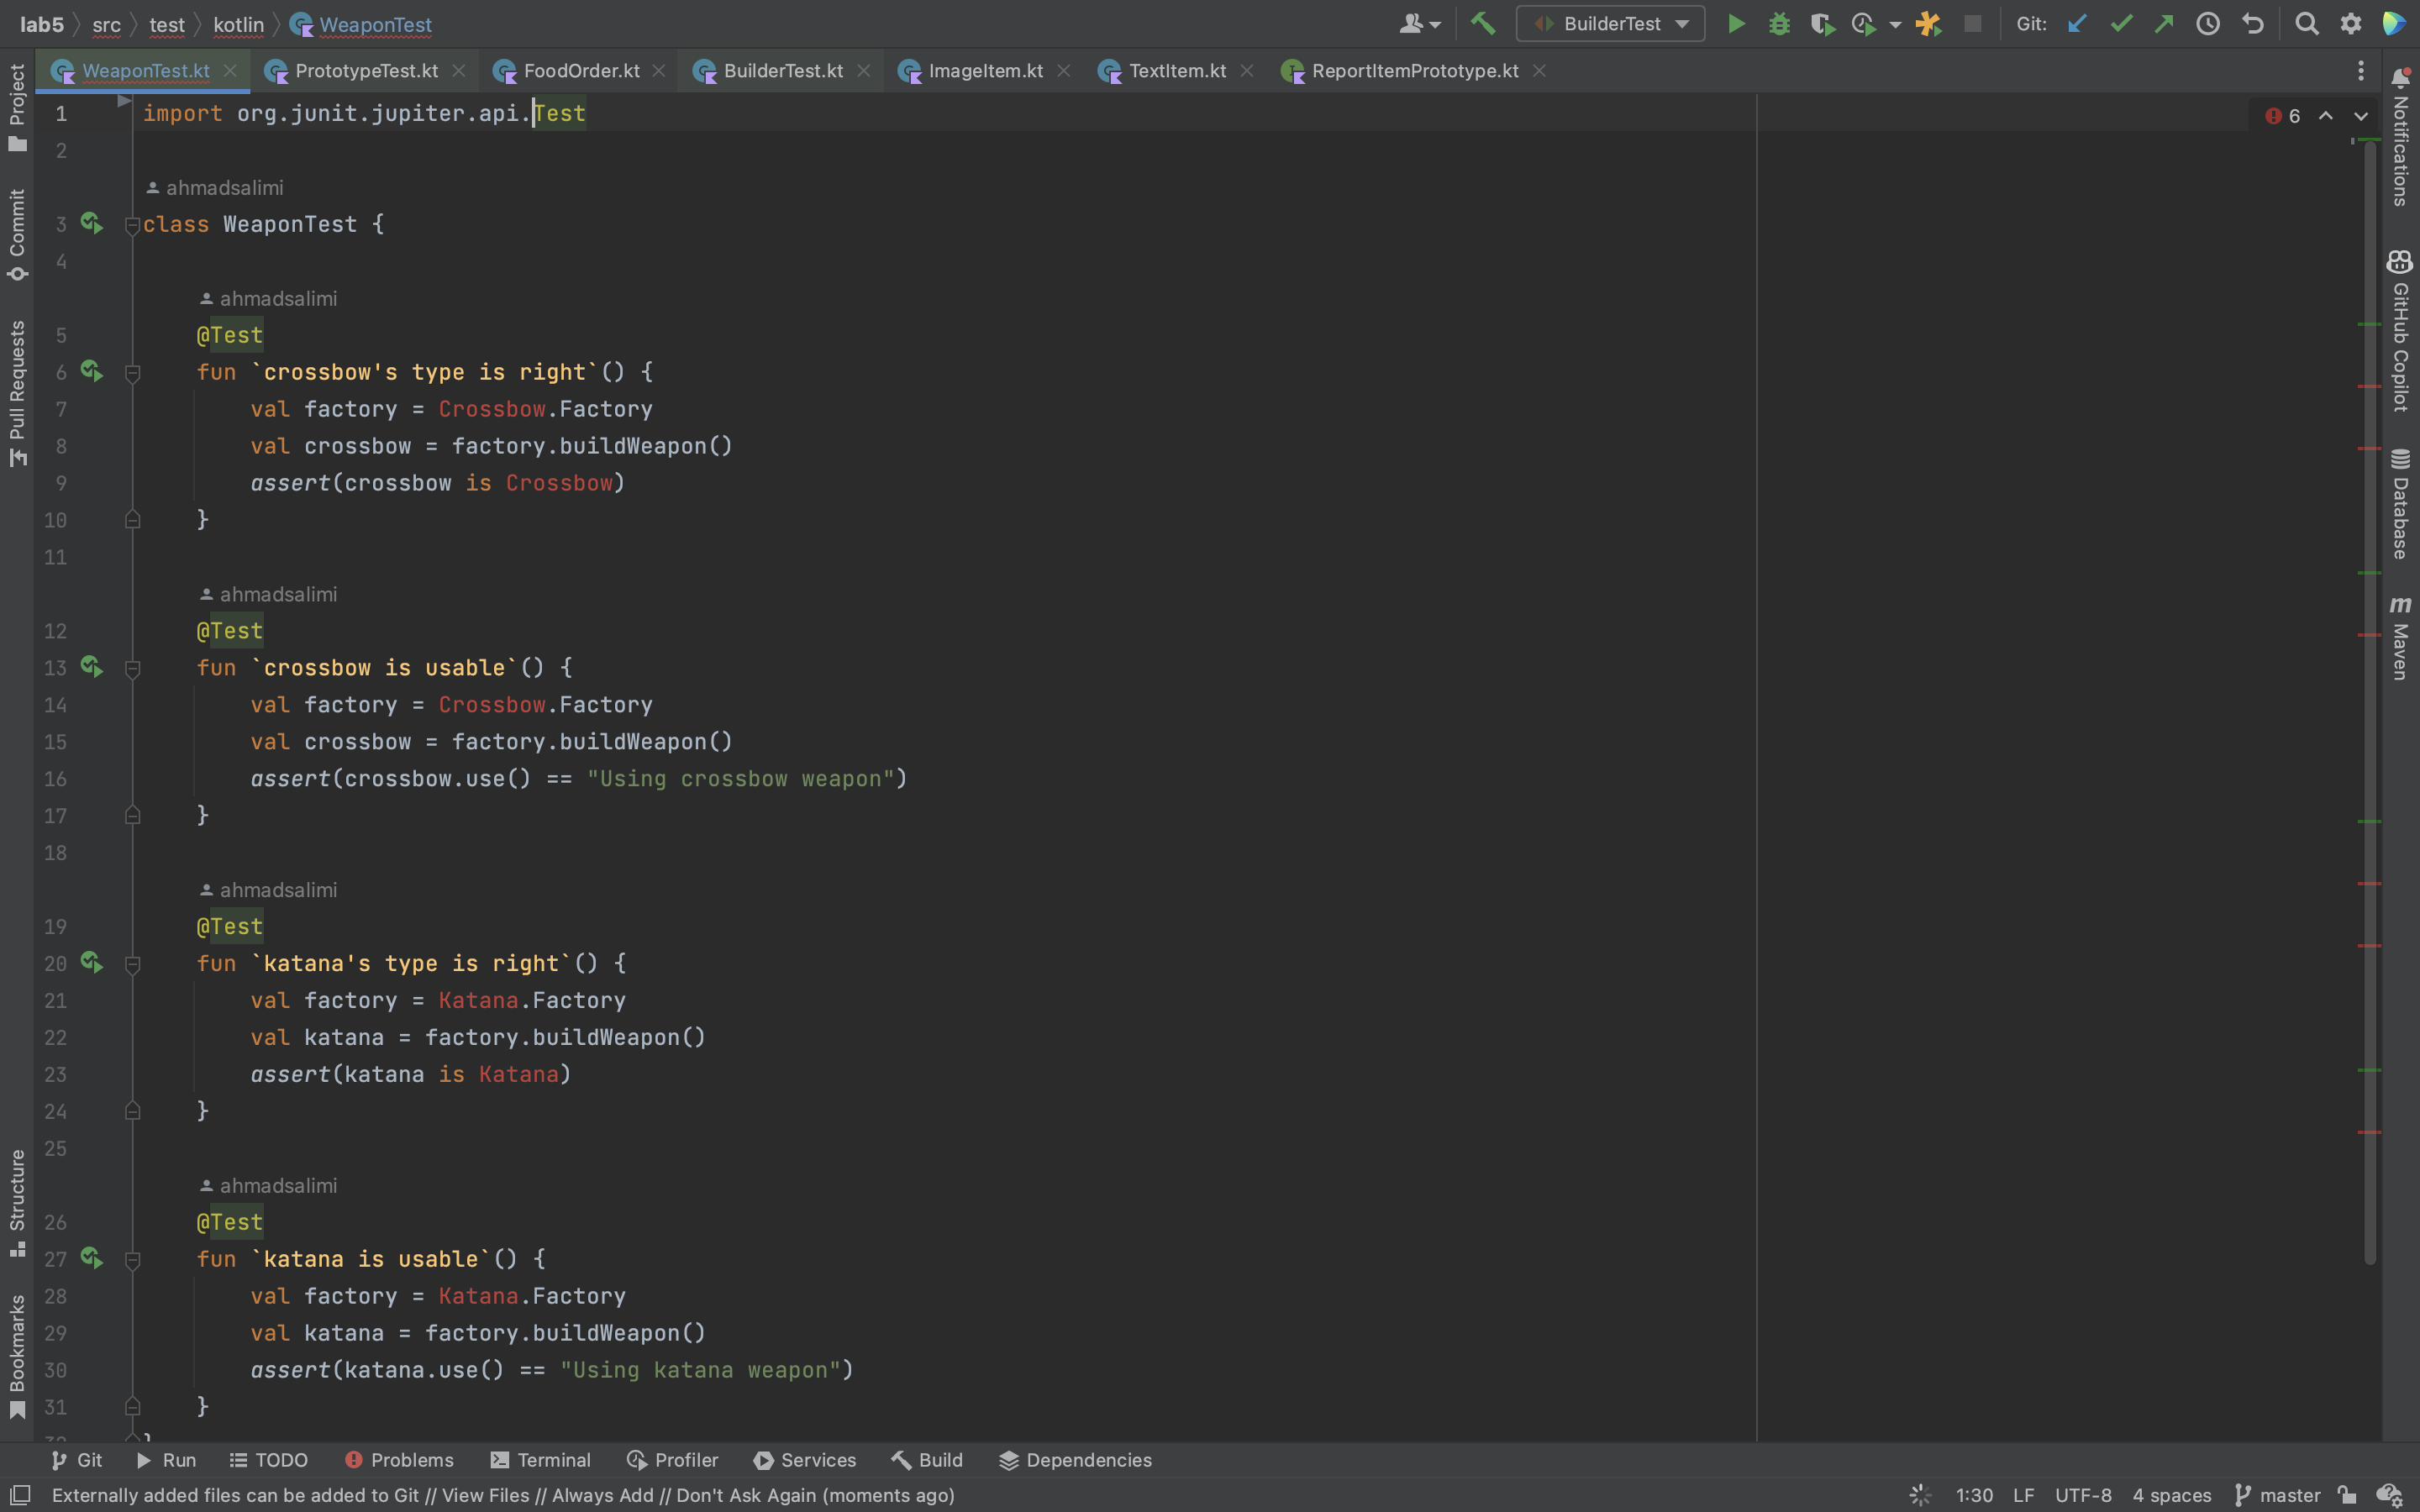 lab5 src test kotlin WeaponTest BuilderTest Git:
WeaponTest.kt PrototypeTest.kt FoodOrder.kt BuilderTest.kt ImageItem.kt TextItem.kt ReportItemPrototype.kt
Project
Commit
Pull Requests
Structure
Bookmarks
1 import org.junit.jupiter.api.Test
6
2
ahmadsalimi
3 class WeaponTest {
4
ahmadsalimi
5 @Test
6 fun `crossbow's type is right`() {
7 val factory = Crossbow.Factory
8 val crossbow = factory.buildWeapon()
9 assert(crossbow is Crossbow)
10 }
11
ahmadsalimi
12 @Test
13 fun `crossbow is usable`() {
14 val factory = Crossbow.Factory
15 val crossbow = factory.buildWeapon()
16 assert(crossbow.use() == "Using crossbow weapon")
17 }
18
ahmadsalimi
19 @Test
20 fun `katana's type is right`() {
21 val factory = Katana.Factory
22 val katana = factory.buildWeapon()
23 assert(katana is Katana)
24 }
25
ahmadsalimi
26 @Test
27 fun `katana is usable`() {
28 val factory = Katana.Factory
29 val katana = factory.buildWeapon()
30 assert(katana.use() == "Using katana weapon")
31 }
Notifications
GitHub Copilot
Database
m Maven
Git Run TODO Problems Terminal Profiler Services Build Dependencies
Externally added files can be added to Git // View Files // Always Add // Don't Ask Again (moments ago) 1:30 LF UTF-8 4 spaces master